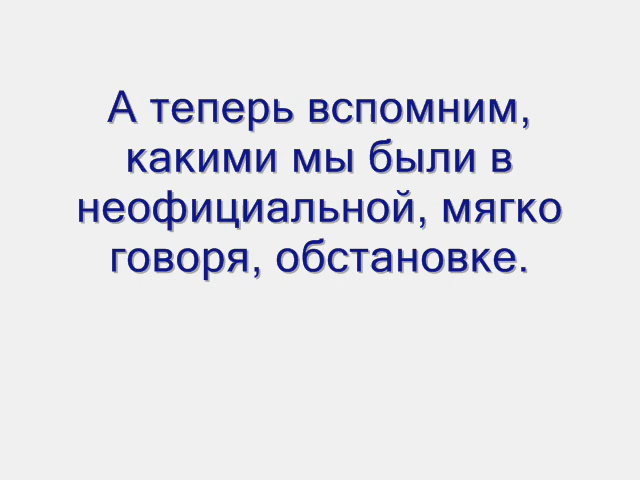 А теперь вспомним,
какими мы были в
неофициальной, мягко
говоря, обстановке.